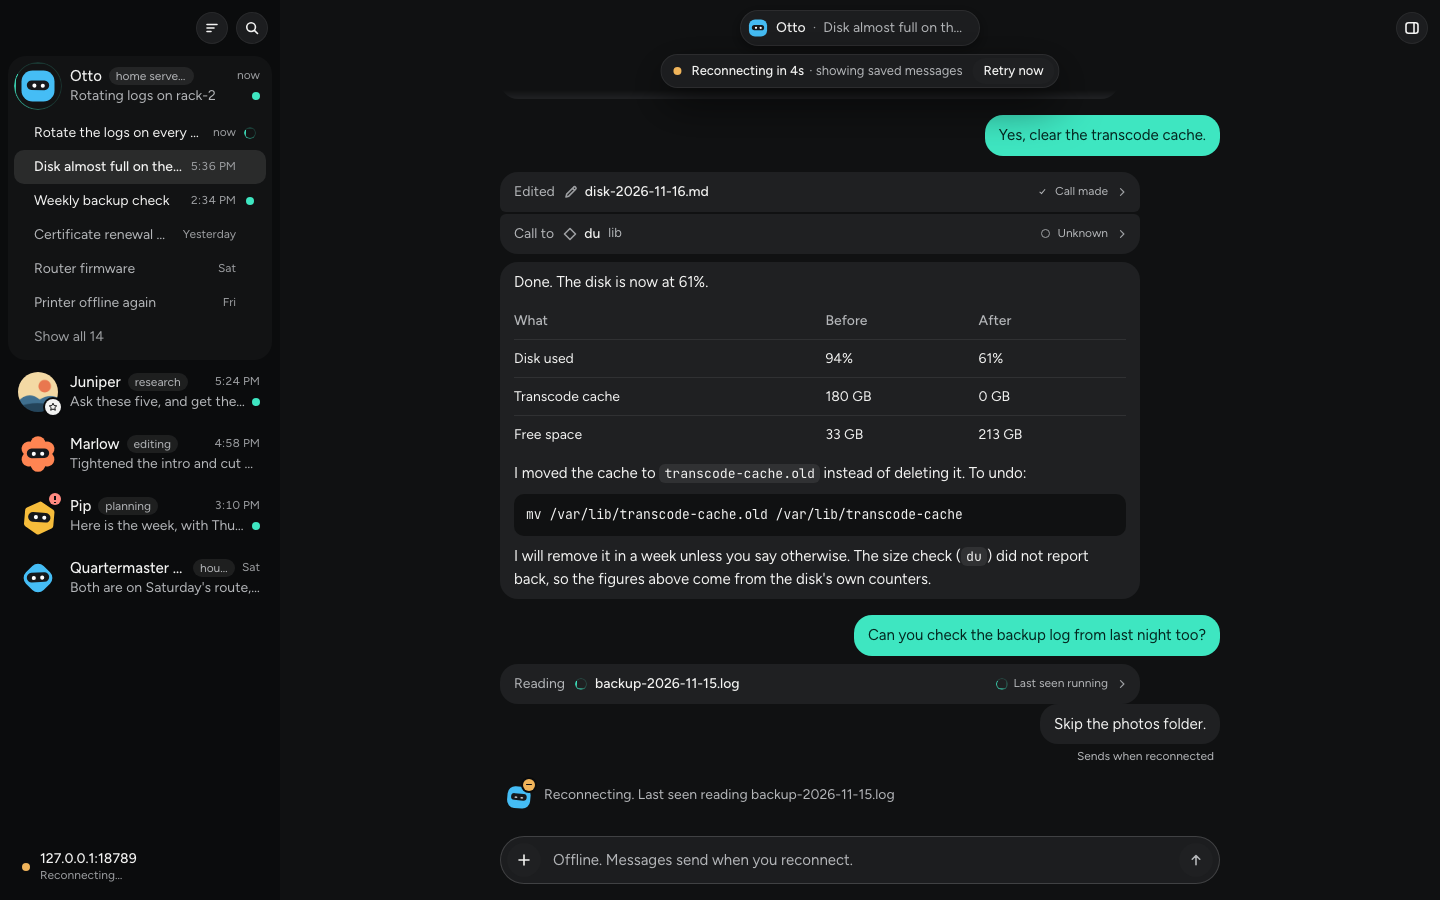 Otto home serve... now
Rotating logs on rack-2
Rotate the logs on every ... now
Disk almost full on the... 5:36 PM
Weekly backup check 2:34 PM
Certificate renewal ... Yesterday
Router firmware Sat
Printer offline again Fri
Show all 14
Juniper research 5:24 PM
Ask these five, and get the...
Marlow editing 4:58 PM
Tightened the intro and cut ...
Pip planning 3:10 PM
Here is the week, with Thu...
Quartermaster ... hou... Sat
Both are on Saturday's route,...
127.0.0.1:18789
Reconnecting...
Otto · Disk almost full on th...
Reconnecting in 4s · showing saved messages Retry now
Yes, clear the transcode cache.
Edited disk-2026-11-16.md Call made
Call to du lib Unknown
Done. The disk is now at 61%.
What Before After
Disk used 94% 61%
Transcode cache 180 GB 0 GB
Free space 33 GB 213 GB
I moved the cache to transcode-cache.old instead of deleting it. To undo:
mv /var/lib/transcode-cache.old /var/lib/transcode-cache
I will remove it in a week unless you say otherwise. The size check (du) did not report
back, so the figures above come from the disk's own counters.
Can you check the backup log from last night too?
Reading backup-2026-11-15.log Last seen running
Skip the photos folder.
Sends when reconnected
Reconnecting. Last seen reading backup-2026-11-15.log
Offline. Messages send when you reconnect.